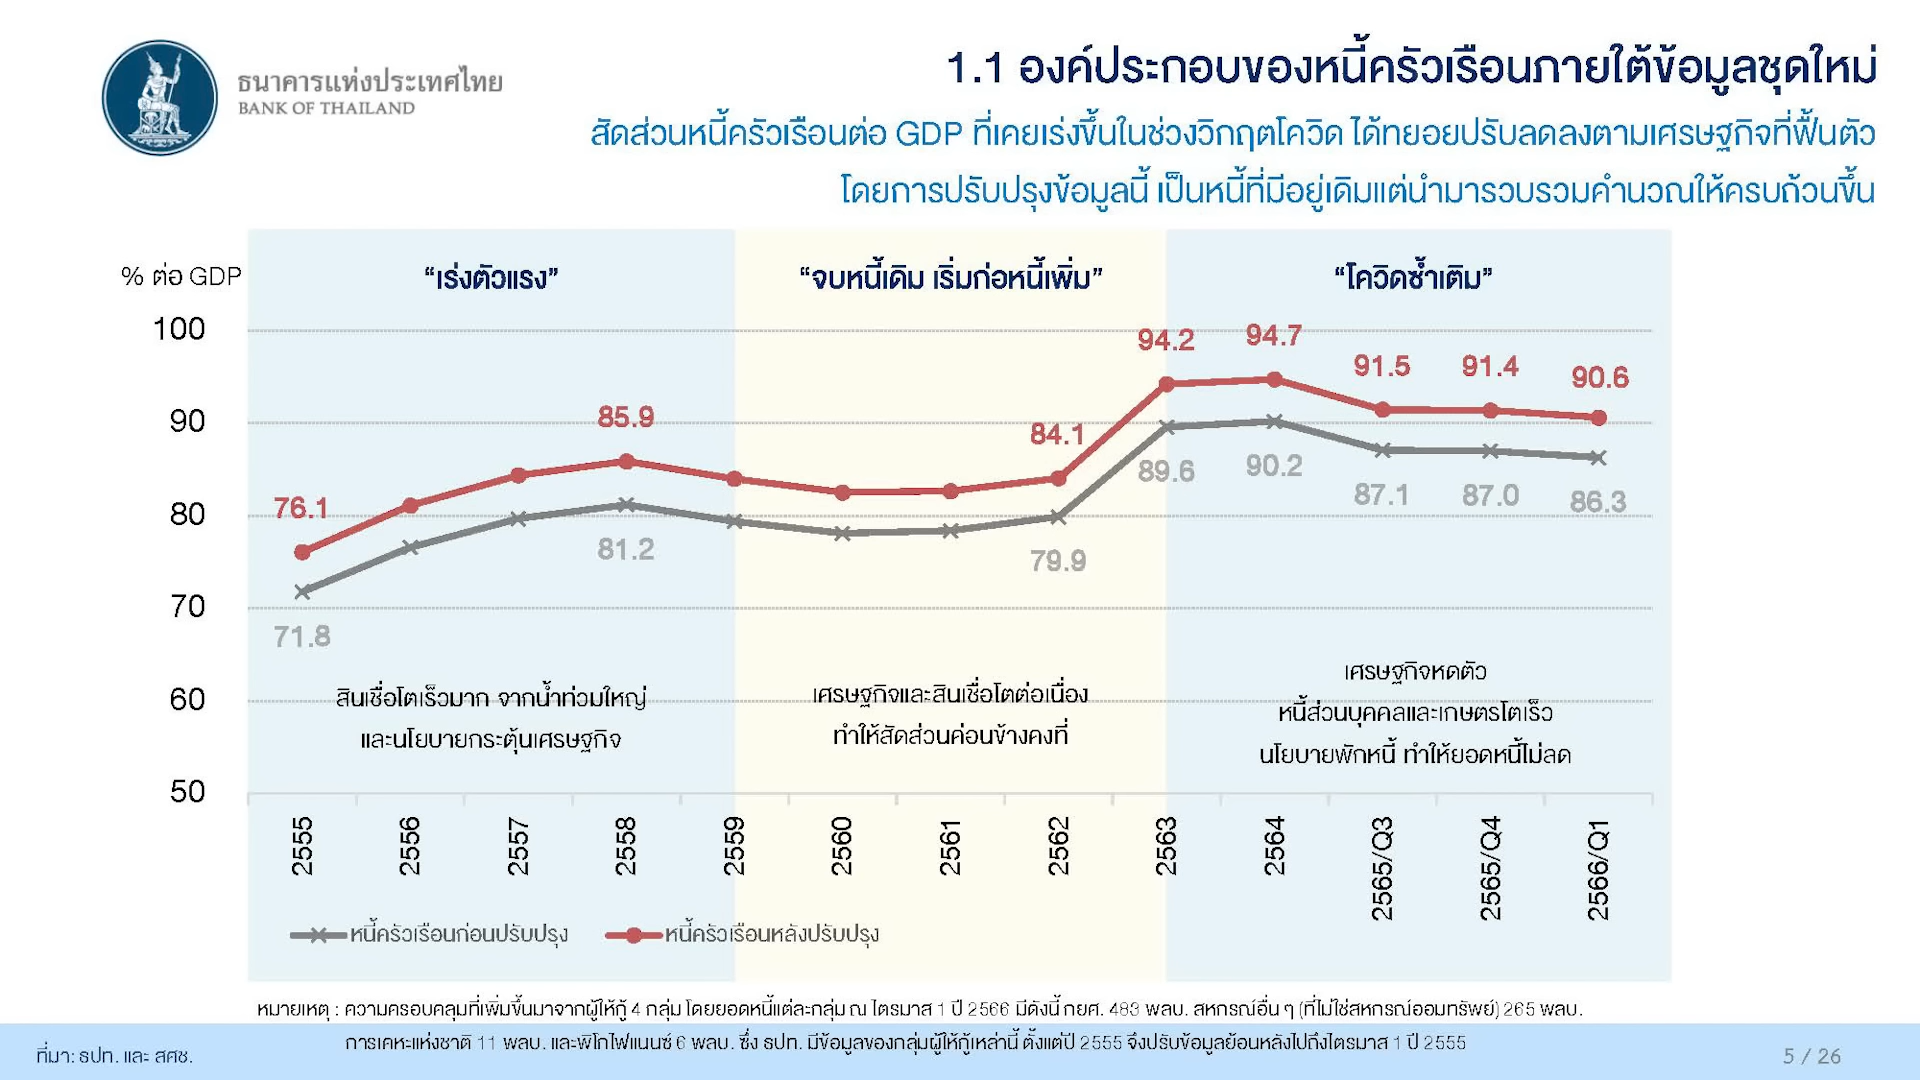 ธนาคารแห่งประเทศไทย
BANK OF THAILAND
1.1 องค์ประกอบของหนี้ครัวเรือนภายใต้ข้อมูลชุดใหม่
สัดส่วนหนี้ครัวเรือนต่อ GDP ที่เคยเร่งขึ้นในช่วงวิกฤตโควิด ได้ทยอยปรับลดลงตามเศรษฐกิจที่ฟื้นตัว
โดยการปรับปรุงข้อมูลนี้ เป็นหนี้ที่มีอยู่เดิมแต่นำมารวบรวมคำนวณให้ครบถ้วนขึ้น
% ต่อ GDP
“เร่งตัวแรง”
“จบหนี้เดิม เริ่มก่อหนี้เพิ่ม”
“โควิดซ้ำเติม”
100
90
80
70
60
50
76.1
85.9
84.1
94.2
94.7
91.5
91.4
90.6
71.8
81.2
79.9
89.6
90.2
87.1
87.0
86.3
สินเชื่อโตเร็วมาก จากน้ำท่วมใหญ่
และนโยบายกระตุ้นเศรษฐกิจ
เศรษฐกิจและสินเชื่อโตต่อเนื่อง
ทำให้สัดส่วนค่อนข้างคงที่
เศรษฐกิจหดตัว
หนี้ส่วนบุคคลและเกษตรโตเร็ว
นโยบายพักหนี้ ทำให้ยอดหนี้ไม่ลด
2555
2556
2557
2558
2559
2560
2561
2562
2563
2564
2565/Q3
2565/Q4
2566/Q1
หนี้ครัวเรือนก่อนปรับปรุง
หนี้ครัวเรือนหลังปรับปรุง
หมายเหตุ : ความครอบคลุมที่เพิ่มขึ้นมาจากผู้ให้กู้ 4 กลุ่ม โดยยอดหนี้แต่ละกลุ่ม ณ ไตรมาส 1 ปี 2566 มีดังนี้ กยศ. 483 พลบ. สหกรณ์อื่น ๆ (ที่ไม่ใช่สหกรณ์ออมทรัพย์) 265 พลบ.
การเคหะแห่งชาติ 11 พลบ. และพิโกไฟแนนซ์ 6 พลบ. ซึ่ง ธปท. มีข้อมูลของกลุ่มผู้ให้กู้เหล่านี้ ตั้งแต่ปี 2555 จึงปรับข้อมูลย้อนหลังไปถึงไตรมาส 1 ปี 2555
ที่มา: ธปท. และ สศช.
5 / 26